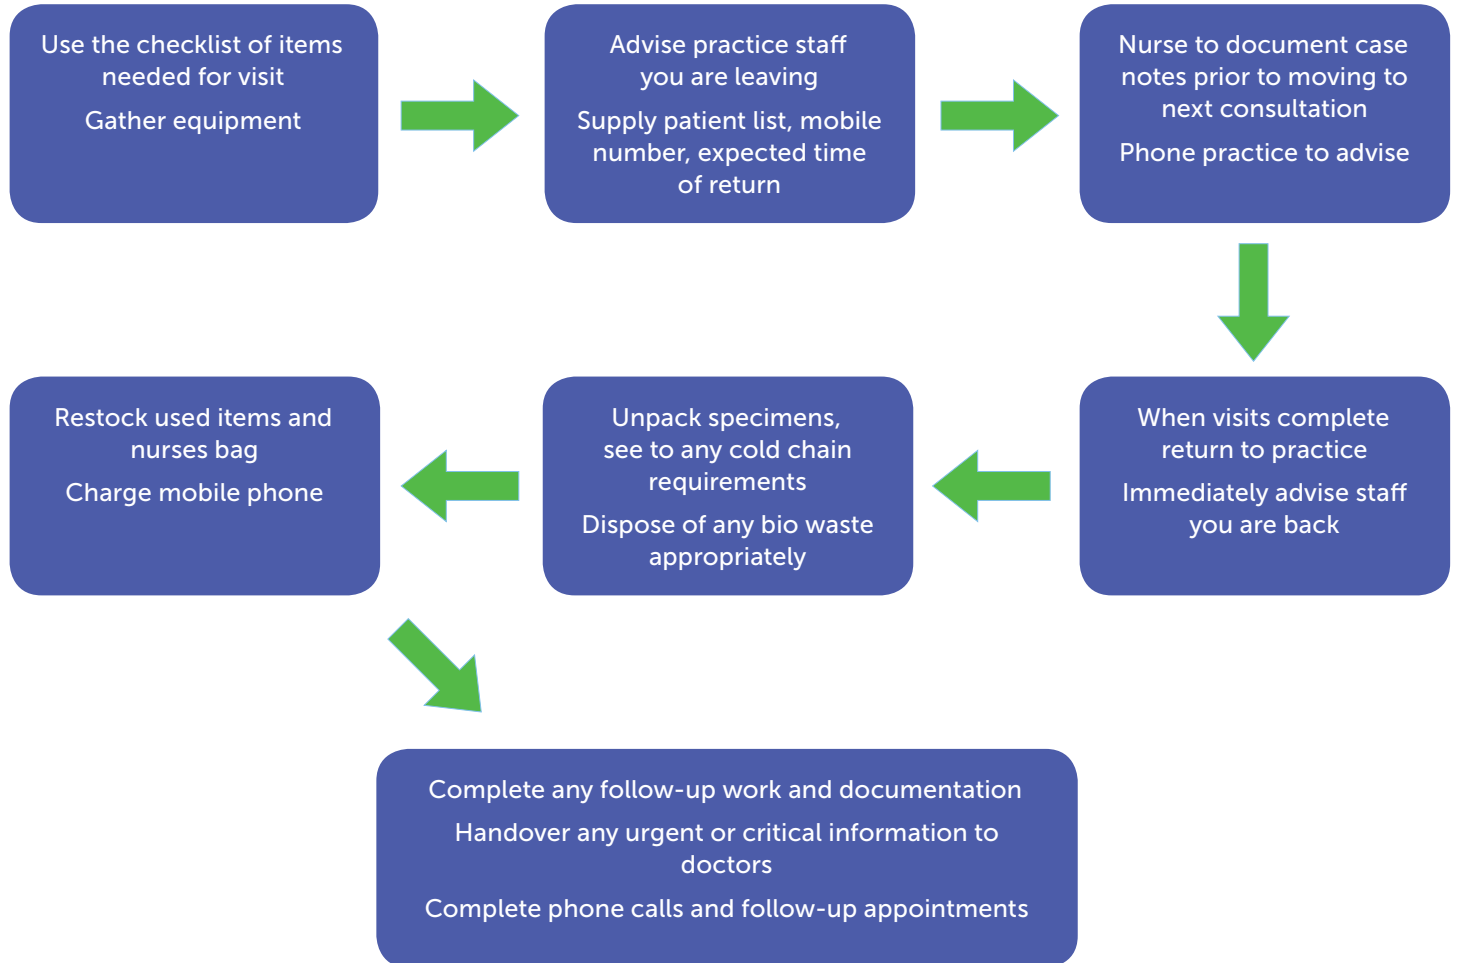 Use the checklist of items
needed for visit
Gather equipment
Advise practice staff
you are leaving
Supply patient list, mobile
number, expected time
of return
Nurse to document case
notes prior to moving to
next consultation
Phone practice to advise
When visits complete
return to practice
Immediately advise staff
you are back
Unpack specimens,
see to any cold chain
requirements
Dispose of any bio waste
appropriately
Restock used items and
nurses bag
Charge mobile phone
Complete any follow-up work and documentation
Handover any urgent or critical information to
doctors
Complete phone calls and follow-up appointments